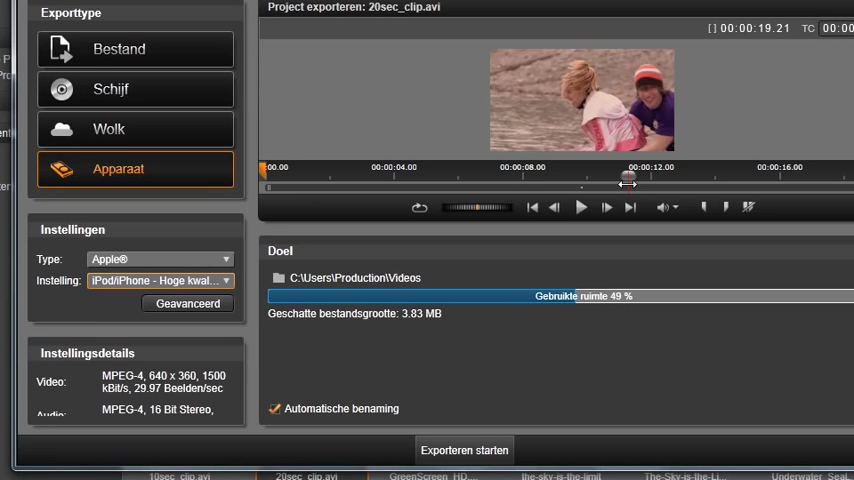 Exporttype
Project exporteren: 20sec_clip.avi
[ ] 00:00:19.21 TC 00:00
Bestand
Schijf
Wolk
Apparaat
:00.00 00:00:04.00 00:00:08.00 00:00:12.00 00:00:16.00
Instellingen
Type: Apple®
Instelling: iPod/iPhone - Hoge kwal...
Geavanceerd
Doel
C:\Users\Production\Videos
Gebruikte ruimte 49 %
Geschatte bestandsgrootte: 3.83 MB
Instellingsdetails
Video: MPEG-4, 640 x 360, 1500
kBit/s, 29.97 Beelden/sec
Audio: MPEG-4, 16 Bit Stereo,
Automatische benaming
Exporteren starten
10sec_clip.avi 20sec_clip.avi GreenScreen_HD.... the-sky-is-the-limit The-Sky-is-the-Li... Underwater_SeaL